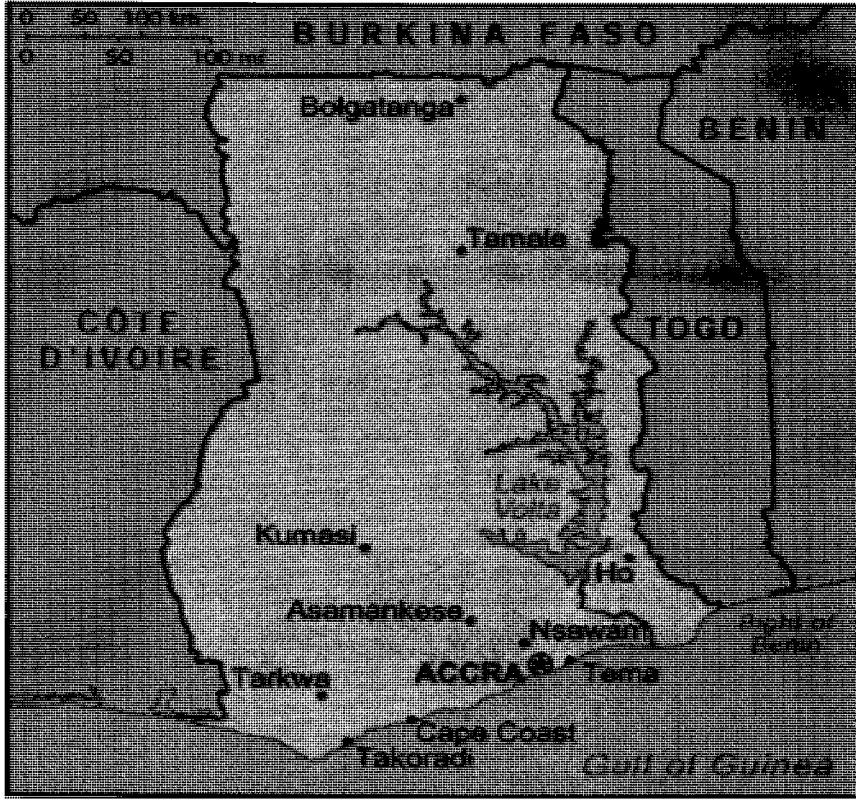 0 50 100 km
0 50 100 mi
BURKINA FASO
Bolgatanga
BENIN
Tamale
CÔTE
D'IVOIRE
TOGO
Lake
Volta
Kumasi
Ho
Asamankese
Nsawam
Bight of
Benin
ACCRA
Tema
Tarkwa
Cape Coast
Takoradi
Gulf of Guinea